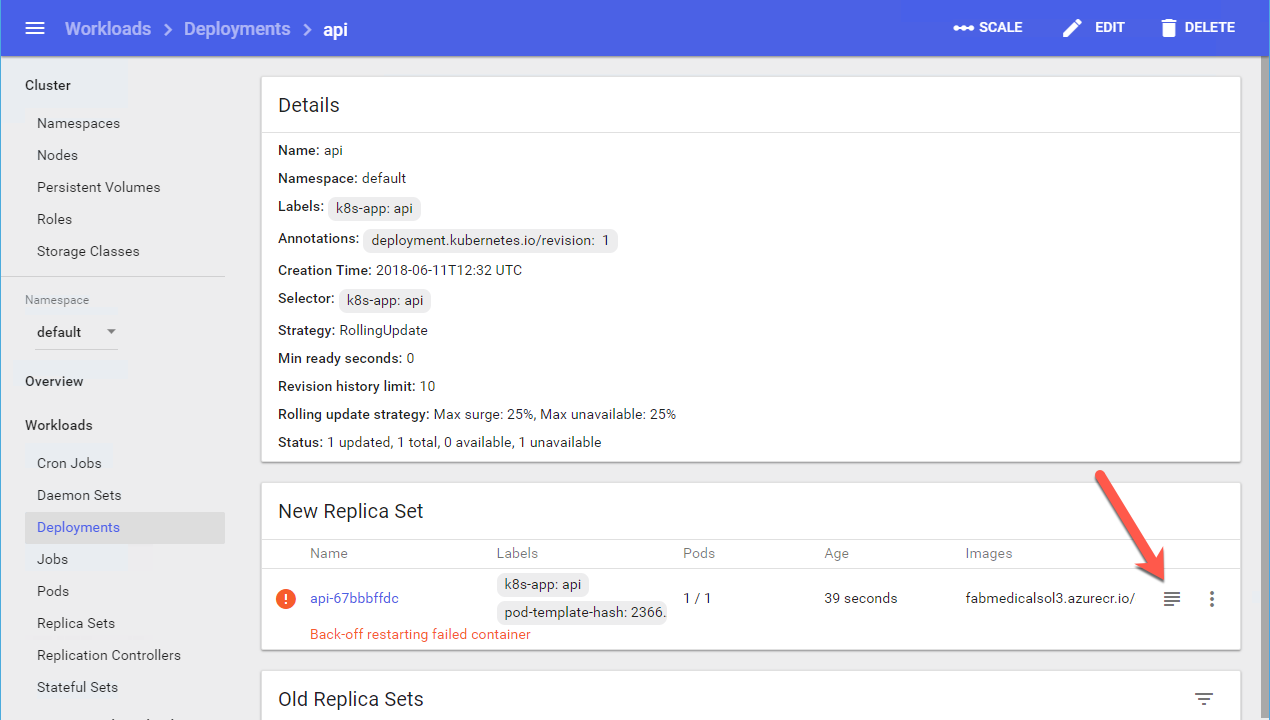 Workloads > Deployments > api
SCALE
EDIT
DELETE
Cluster
Namespaces
Nodes
Persistent Volumes
Roles
Storage Classes
Namespace
default
Overview
Workloads
Cron Jobs
Daemon Sets
Deployments
Jobs
Pods
Replica Sets
Replication Controllers
Stateful Sets
Details
Name: api
Namespace: default
Labels: k8s-app: api
Annotations: deployment.kubernetes.io/revision: 1
Creation Time: 2018-06-11T12:32 UTC
Selector: k8s-app: api
Strategy: RollingUpdate
Min ready seconds: 0
Revision history limit: 10
Rolling update strategy: Max surge: 25%, Max unavailable: 25%
Status: 1 updated, 1 total, 0 available, 1 unavailable
New Replica Set
Name Labels Pods Age Images
k8s-app: api
api-67bbbffdc 1 / 1 39 seconds fabmedicalsol3.azurecr.io/
pod-template-hash: 2366.
Back-off restarting failed container
Old Replica Sets